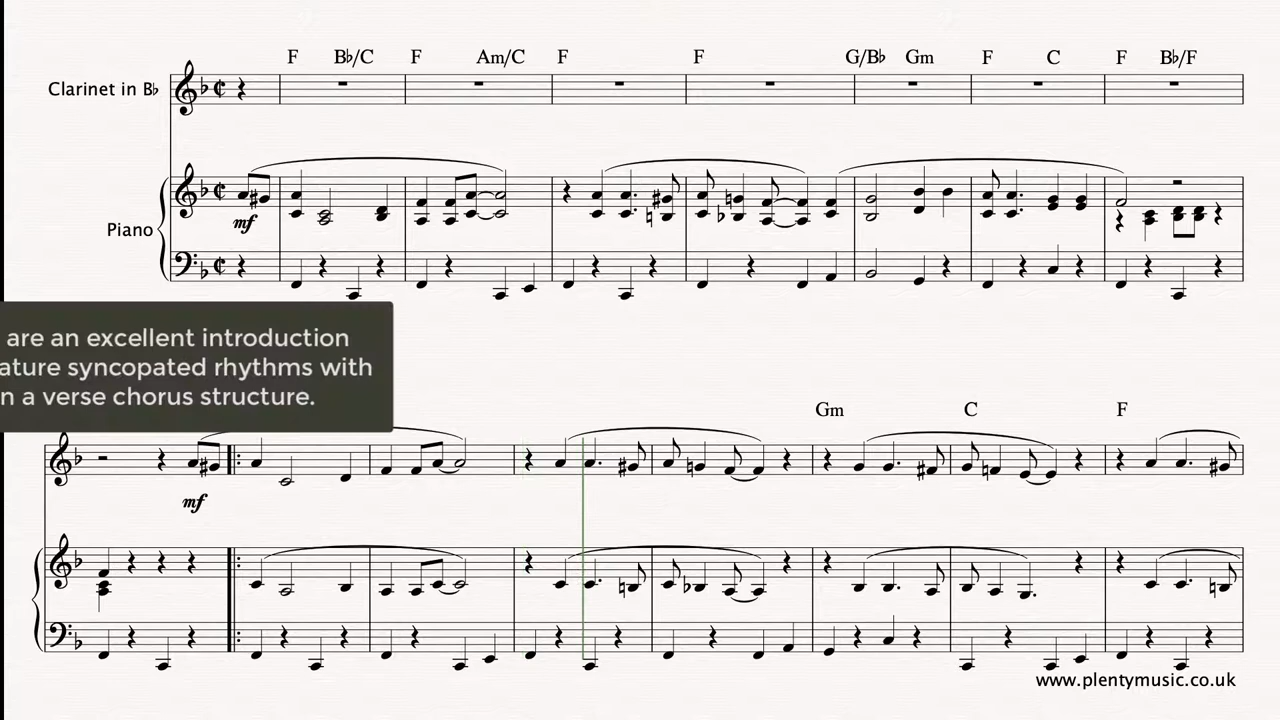 F B♭/C F Am/C F F G/B♭ Gm F C F B♭/F
Clarinet in B♭
Piano
mf
are an excellent introduction
ature syncopated rhythms with
n a verse chorus structure.
Gm C F
mf
www.plentymusic.co.uk